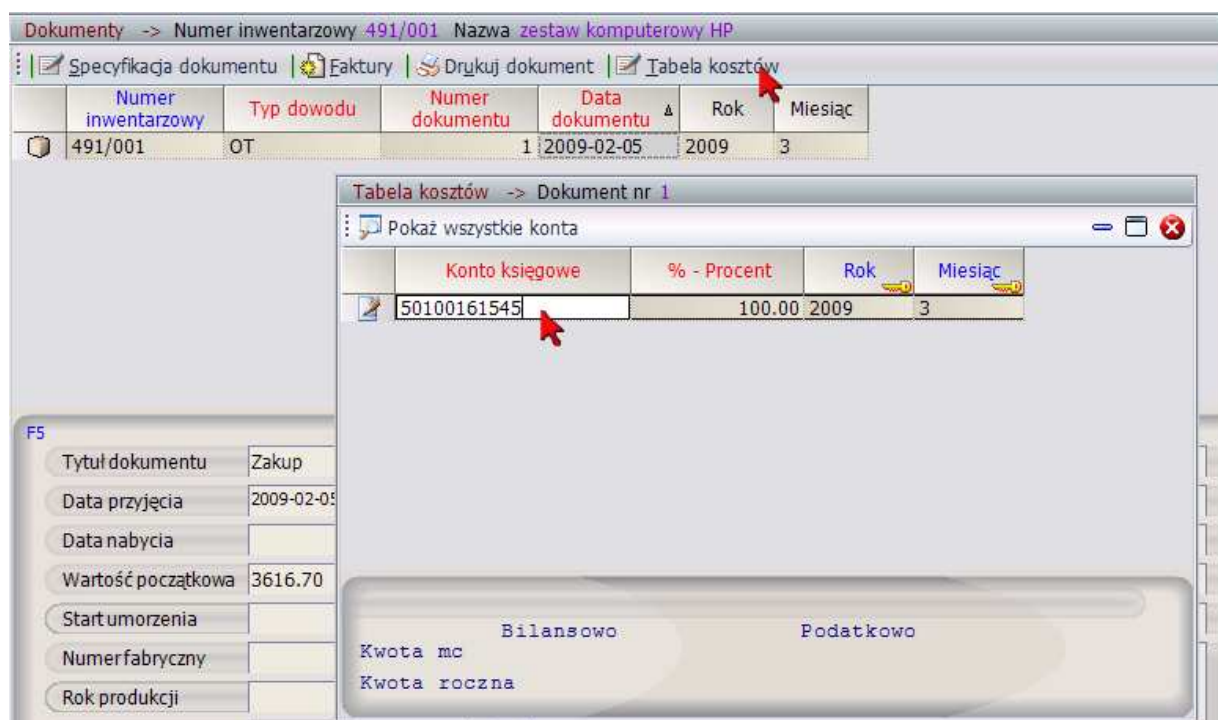 Dokumenty -> Numer inwentarzowy 491/001 Nazwa zestaw komputerowy HP
Specyfikacja dokumentu Faktury Drukuj dokument Tabela kosztów
Numer inwentarzowy Typ dowodu Numer dokumentu Data dokumentu Rok Miesiąc
491/001 OT 1 2009-02-05 2009 3
Tabela kosztów -> Dokument nr 1
Pokaż wszystkie konta
Konto księgowe % - Procent Rok Miesiąc
50100161545 100.00 2009 3
F5
Tytuł dokumentu Zakup
Data przyjęcia 2009-02-05
Data nabycia
Wartość początkowa 3616.70
Start umorzenia
Numer fabryczny
Rok produkcji
Bilansowo Podatkowo
Kwota mc
Kwota roczna